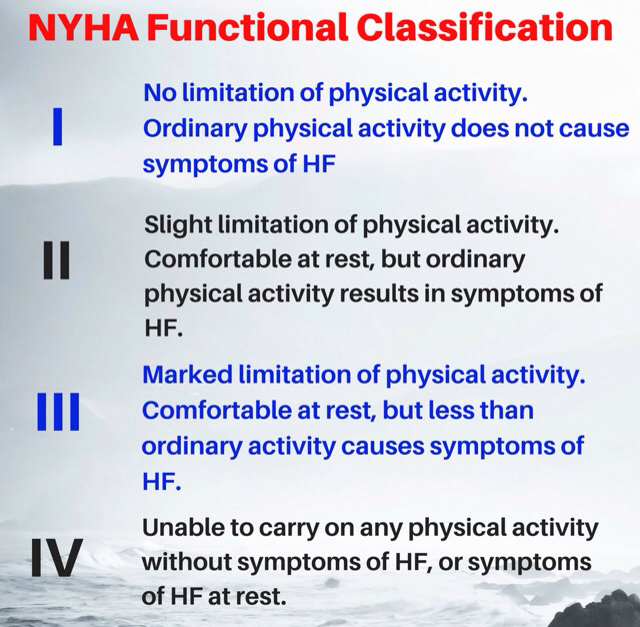 NYHA Functional Classification
I
No limitation of physical activity.
Ordinary physical activity does not cause
symptoms of HF
II
Slight limitation of physical activity.
Comfortable at rest, but ordinary
physical activity results in symptoms of
HF.
III
Marked limitation of physical activity.
Comfortable at rest, but less than
ordinary activity causes symptoms of
HF.
IV
Unable to carry on any physical activity
without symptoms of HF, or symptoms
of HF at rest.